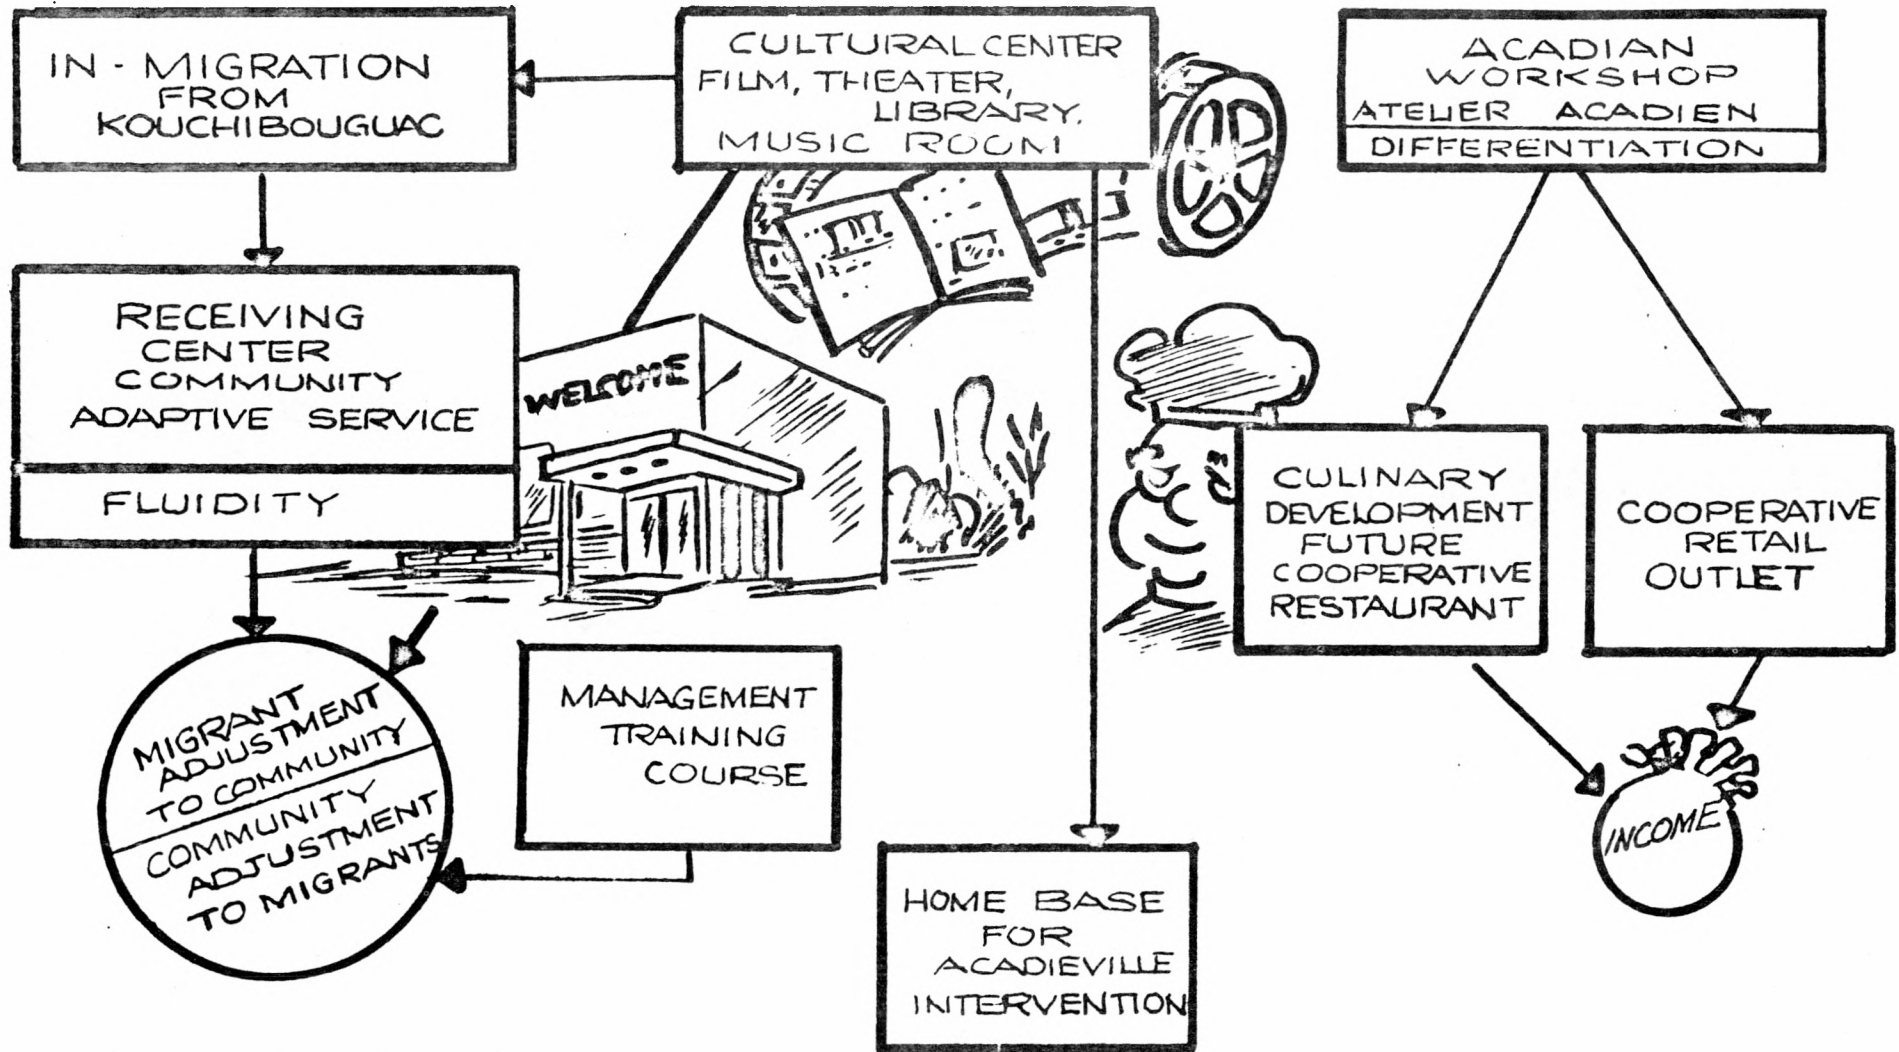 IN - MIGRATION
FROM
KOUCHIBOUGUAC
CULTURAL CENTER
FILM, THEATER,
LIBRARY.
MUSIC ROOM
ACADIAN
WORKSHOP
ATELIER ACADIEN
DIFFERENTIATION
RECEIVING
CENTER
COMMUNITY
ADAPTIVE SERVICE
FLUIDITY
WELCOME
CULINARY
DEVELOPMENT
FUTURE
COOPERATIVE
RESTAURANT
COOPERATIVE
RETAIL
OUTLET
MIGRANT
ADJUSTMENT
TO COMMUNITY
COMMUNITY
ADJUSTMENT
TO MIGRANTS
MANAGEMENT
TRAINING
COURSE
HOME BASE
FOR
ACADIEVILLE
INTERVENTION
INCOME